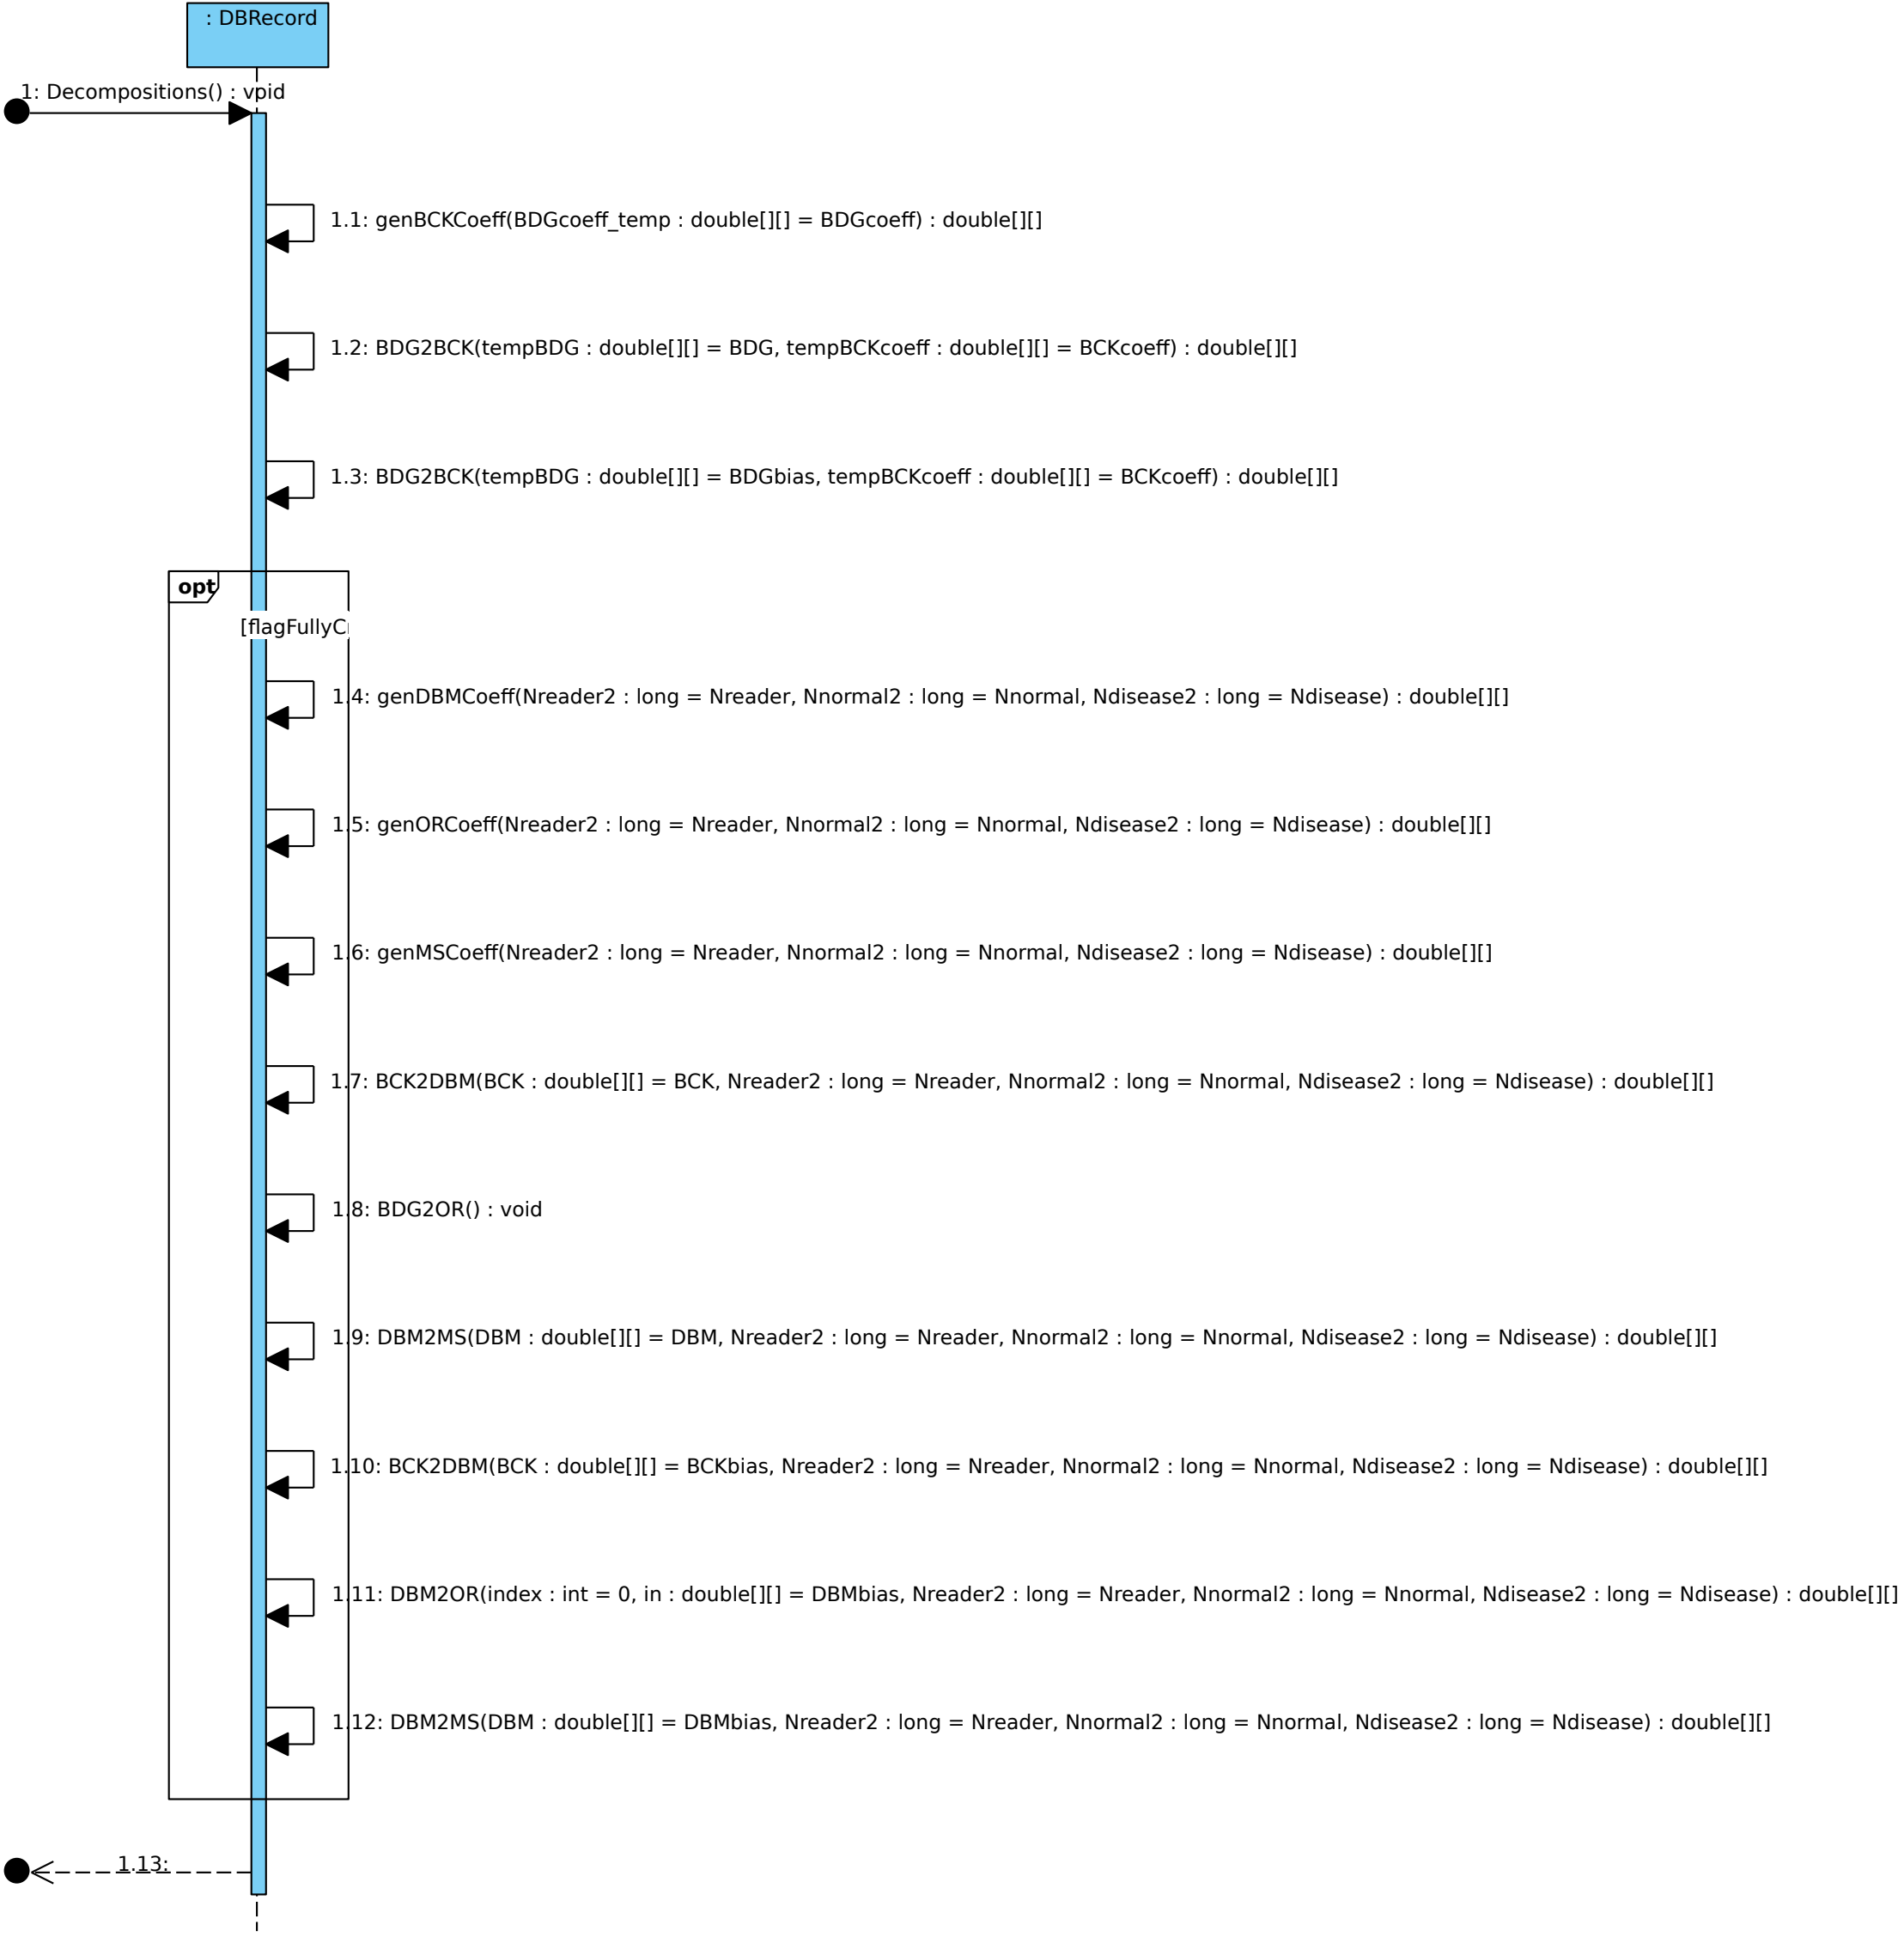 : DBRecord
1: Decompositions() : void
1.1: genBCKCoeff(BDGcoeff_temp : double[][] = BDGcoeff) : double[][]
1.2: BDG2BCK(tempBDG : double[][] = BDG, tempBCKcoeff : double[][] = BCKcoeff) : double[][]
1.3: BDG2BCK(tempBDG : double[][] = BDGbias, tempBCKcoeff : double[][] = BCKcoeff) : double[][]
opt
1.4: genDBMCoeff(Nreader2 : long = Nreader, Nnormal2 : long = Nnormal, Ndisease2 : long = Ndisease) : double[][]
1.5: genORCoeff(Nreader2 : long = Nreader, Nnormal2 : long = Nnormal, Ndisease2 : long = Ndisease) : double[][]
1.6: genMSCoeff(Nreader2 : long = Nreader, Nnormal2 : long = Nnormal, Ndisease2 : long = Ndisease) : double[][]
1.7: BCK2DBM(BCK : double[][] = BCK, Nreader2 : long = Nreader, Nnormal2 : long = Nnormal, Ndisease2 : long = Ndisease) : double[][]
1.8: BDG2OR() : void
1.9: DBM2MS(DBM : double[][] = DBM, Nreader2 : long = Nreader, Nnormal2 : long = Nnormal, Ndisease2 : long = Ndisease) : double[][]
1.10: BCK2DBM(BCK : double[][] = BCKbias, Nreader2 : long = Nreader, Nnormal2 : long = Nnormal, Ndisease2 : long = Ndisease) : double[][]
1.11: DBM2OR(index : int = 0, in : double[][] = DBMbias, Nreader2 : long = Nreader, Nnormal2 : long = Nnormal, Ndisease2 : long = Ndisease) : double[][]
1.12: DBM2MS(DBM : double[][] = DBMbias, Nreader2 : long = Nreader, Nnormal2 : long = Nnormal, Ndisease2 : long = Ndisease) : double[][]
1.13: